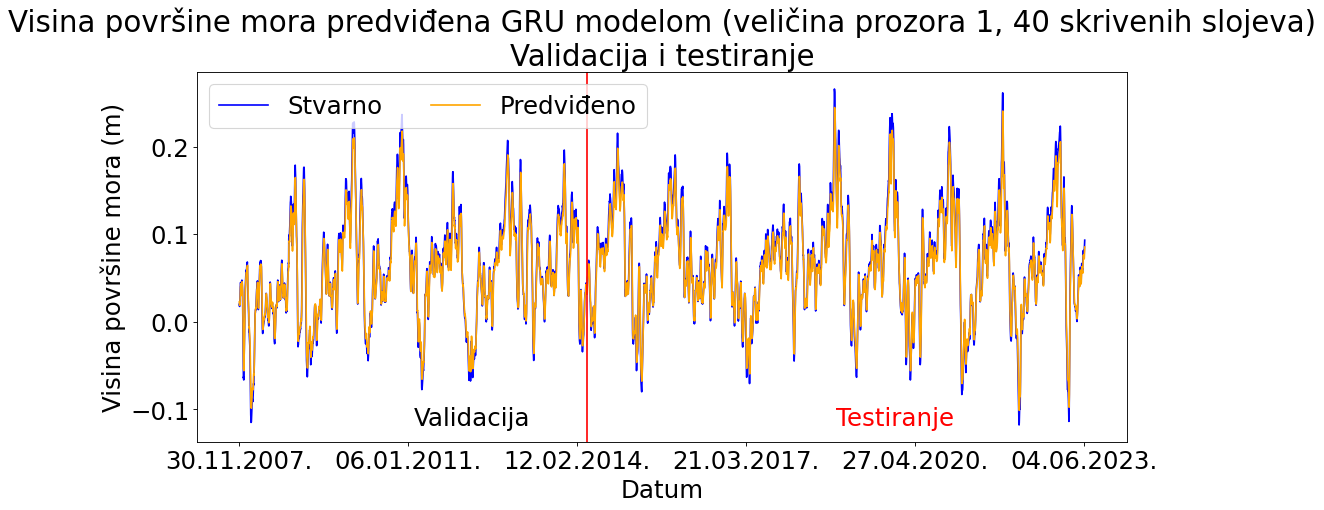 Visina površine mora predviđena GRU modelom (veličina prozora 1, 40 skrivenih slojeva)
Validacija i testiranje
Stvarno Predviđeno
Visina površine mora (m)
0.2
0.1
0.0
−0.1
Validacija Testiranje
30.11.2007. 06.01.2011. 12.02.2014. 21.03.2017. 27.04.2020. 04.06.2023.
Datum